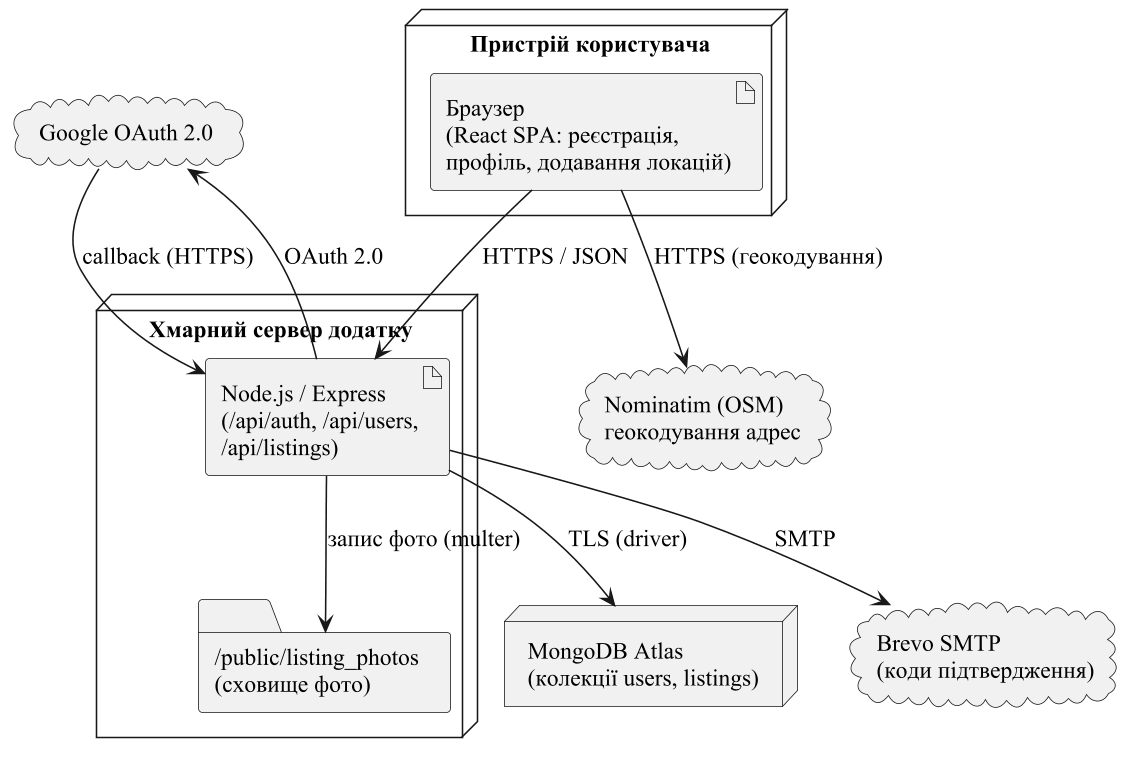 Пристрій користувача
Браузер
(React SPA: реєстрація,
профіль, додавання локацій)
Google OAuth 2.0
callback (HTTPS)
OAuth 2.0
HTTPS / JSON
HTTPS (геокодування)
Хмарний сервер додатку
Node.js / Express
(/api/auth, /api/users,
/api/listings)
Nominatim (OSM)
геокодування адрес
запис фото (multer)
TLS (driver)
SMTP
/public/listing_photos
(сховище фото)
MongoDB Atlas
(колекції users, listings)
Brevo SMTP
(коди підтвердження)